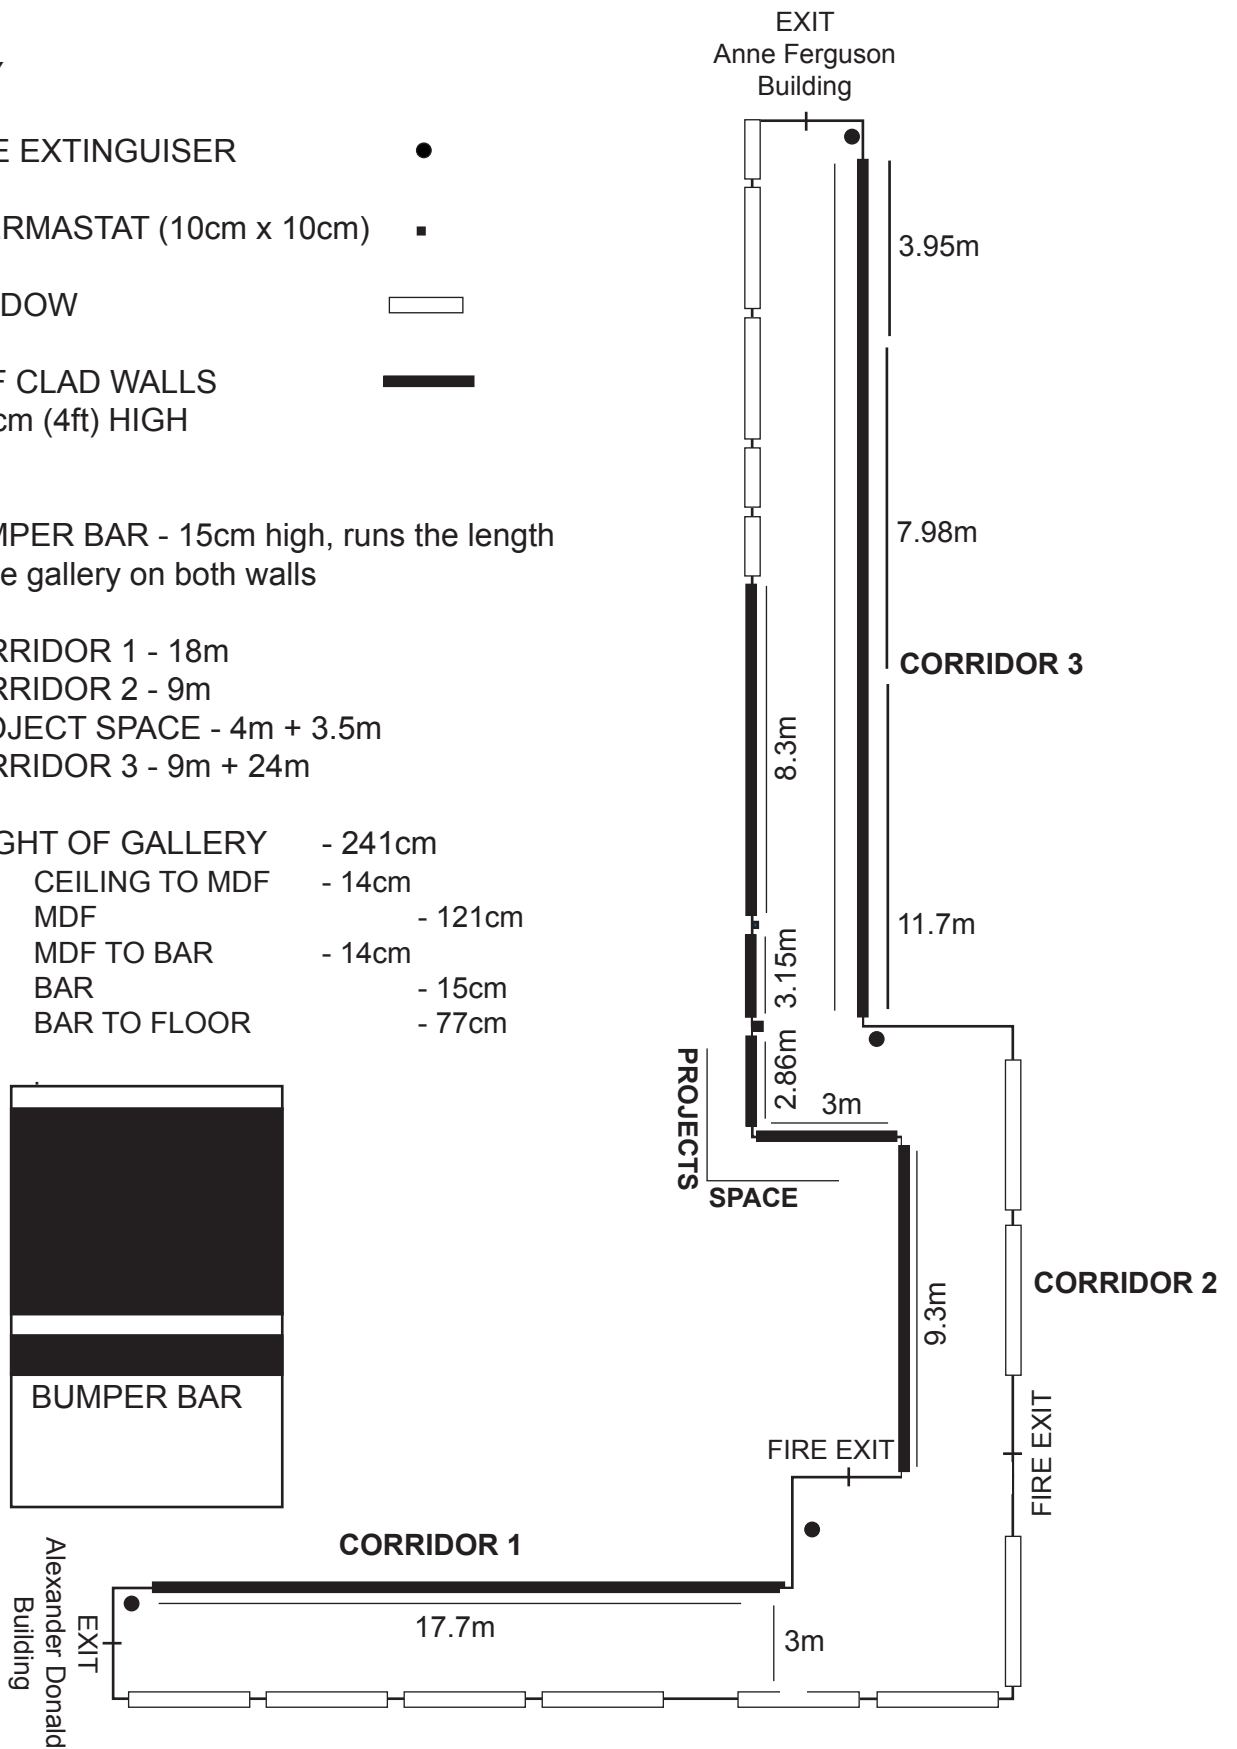 Y
E EXTINGUISER
ERMASTAT (10cm x 10cm)
DOW
F CLAD WALLS
cm (4ft) HIGH
MPER BAR - 15cm high, runs the length
e gallery on both walls
RRIDOR 1 - 18m
RRIDOR 2 - 9m
OJECT SPACE - 4m + 3.5m
RRIDOR 3 - 9m + 24m
GHT OF GALLERY - 241cm
CEILING TO MDF - 14cm
MDF - 121cm
MDF TO BAR - 14cm
BAR - 15cm
BAR TO FLOOR - 77cm
BUMPER BAR
EXIT
Anne Ferguson
Building
3.95m
7.98m
CORRIDOR 3
8.3m
11.7m
3.15m
2.86m
3m
PROJECTS
SPACE
CORRIDOR 2
9.3m
FIRE EXIT
FIRE EXIT
CORRIDOR 1
17.7m
3m
EXIT
Alexander Donald
Building